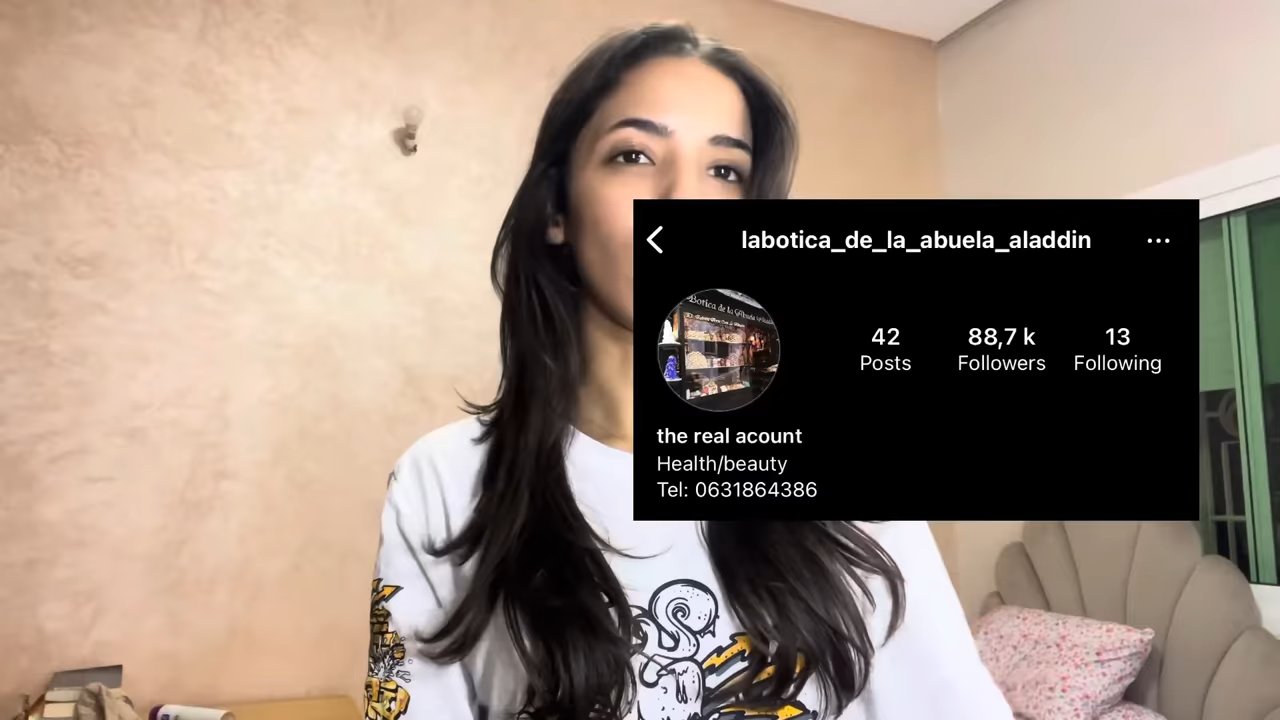 labotica_de_la_abuela_aladdin
42
Posts
88,7 k
Followers
13
Following
the real acount
Health/beauty
Tel: 0631864386